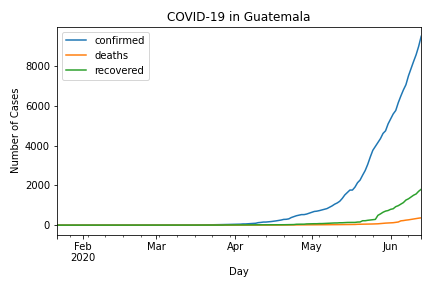 COVID-19 in Guatemala
confirmed
deaths
recovered
Number of Cases
8000
6000
4000
2000
0
Feb
2020
Mar
Apr
May
Jun
Day